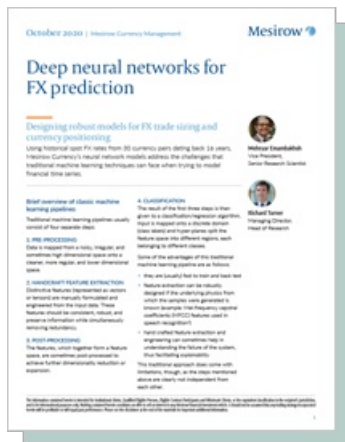 October 2020 | Mesirow Currency Management
Mesirow
Deep neural networks for
FX prediction
Designing robust models for FX trade sizing and
currency positioning
Using historical spot FX rates from 30 currency pairs dating back 16 years,
Mesirow Currency's neural network models address the challenges that
traditional machine learning techniques can face when trying to model
financial time series.
Vice President,
Senior Research Scientist
Richard Turner
Managing Director,
Head of Research
Brief overview of classic machine
learning pipelines
Traditional machine learning pipelines usually
consist of four separate steps:
1. PRE-PROCESSING
Data is mapped from a noisy, irregular, and
sometimes high dimension space onto a
cleaner, more regular, and lower dimensional
space.
2. HANDCRAFT FEATURE EXTRACTION
Distinctive features (represented as vectors
or tensors) are manually formulated and
engineered from the input data. These
features should be consistent, robust, and
preserve information while simultaneously
removing redundancy.
3. POST-PROCESSING
The features, which together form a feature
space, are sometimes post-processed to
achieve further dimensionality reduction or
expansion.
4. CLASSIFICATION
The result of the first three steps is then
given to a classification/regression algorithm.
Input is mapped onto a discrete domain
(class labels) and hyper-planes split the
feature space into different regions, each
belonging to different classes.
Some of the advantages of this traditional
machine learning pipeline are as follows:
• they are (usually) fast to train and back test
• feature extraction can be robustly
designed if the underlying physics from
which the samples were generated is
known (example: Mel-frequency cepstral
coefficients (MFCC) features used in
speech recognition¹)
• hand crafted feature extraction and
engineering can sometimes help in
understanding the failure of the system,
thus facilitating explainability
This traditional approach does come with
limitations, though, as the steps mentioned
above are clearly not independent from
each other.
1